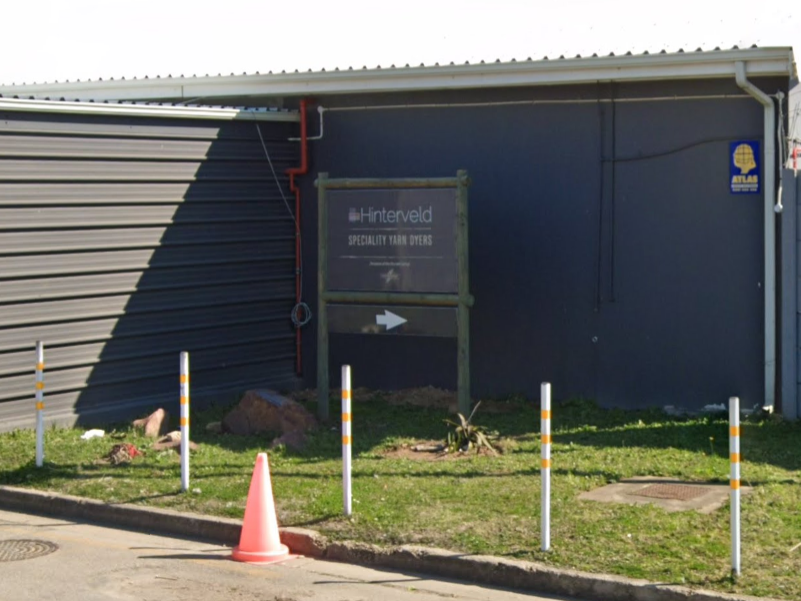 Hinterveld
SPECIALITY YARN DYERS
ATLAS